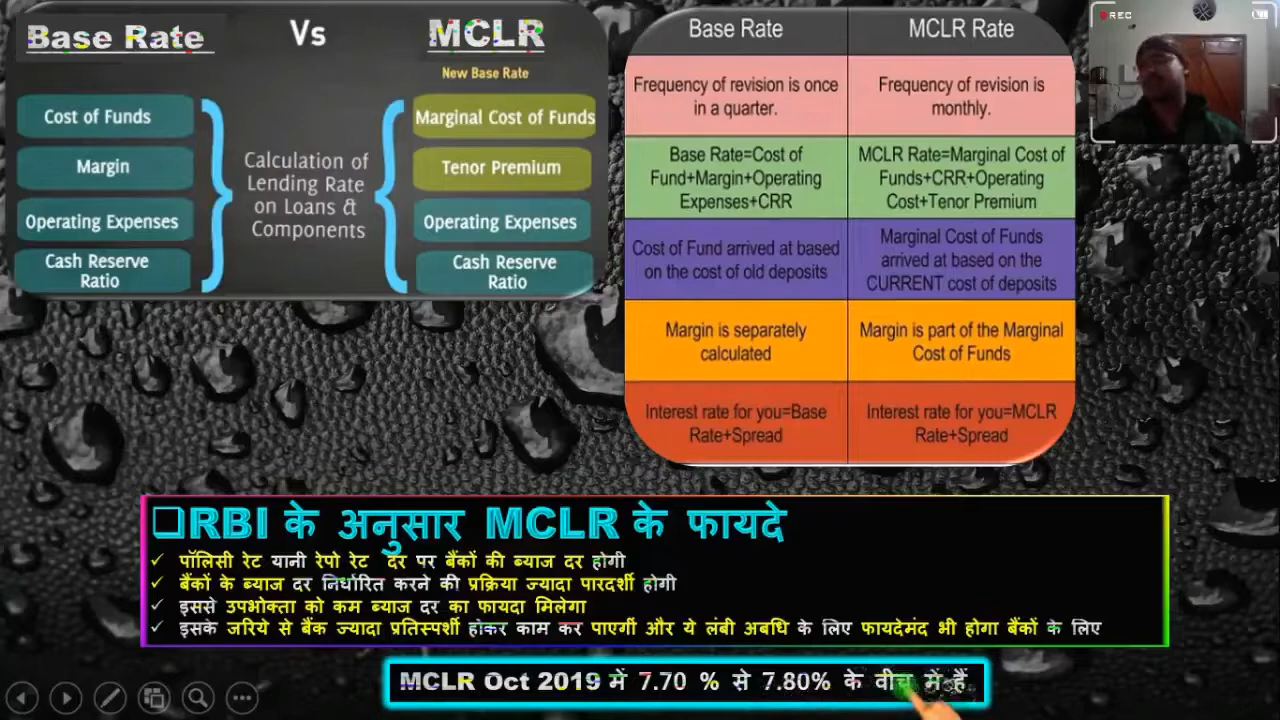 Base Rate
Vs
MCLR
New Base Rate
Cost of Funds
Margin
Operating Expenses
Cash Reserve
Ratio
Calculation of
Lending Rate
on Loans &
Components
Marginal Cost of Funds
Tenor Premium
Operating Expenses
Cash Reserve
Ratio
Base Rate
MCLR Rate
Frequency of revision is once
in a quarter.
Frequency of revision is
monthly.
Base Rate=Cost of
Fund+Margin+Operating
Expenses+CRR
MCLR Rate=Marginal Cost of
Funds+CRR+Operating
Cost+Tenor Premium
Cost of Fund arrived at based
on the cost of old deposits
Marginal Cost of Funds
arrived at based on the
CURRENT cost of deposits
Margin is separately
calculated
Margin is part of the Marginal
Cost of Funds
Interest rate for you=Base
Rate+Spread
Interest rate for you=MCLR
Rate+Spread
REC
❑RBI के अनुसार MCLR के फायदे
✓ पॉलिसी रेट यानी रेपो रेट दर पर बैंकों की ब्याज दर होगी
✓ बैंकों के ब्याज दर निर्धारित करने की प्रक्रिया ज्यादा पारदर्शी होगी
✓ इससे उपभोक्ता को कम ब्याज दर का फायदा मिलेगा
✓ इसके जरिये से बैंक ज्यादा प्रतिस्पर्शी होकर काम कर पाएगीं और ये लंबी अबधि के लिए फायदेमंद भी होगा बैंकों के लिए
MCLR Oct 2019 में 7.70 % से 7.80% के वीच में हैं